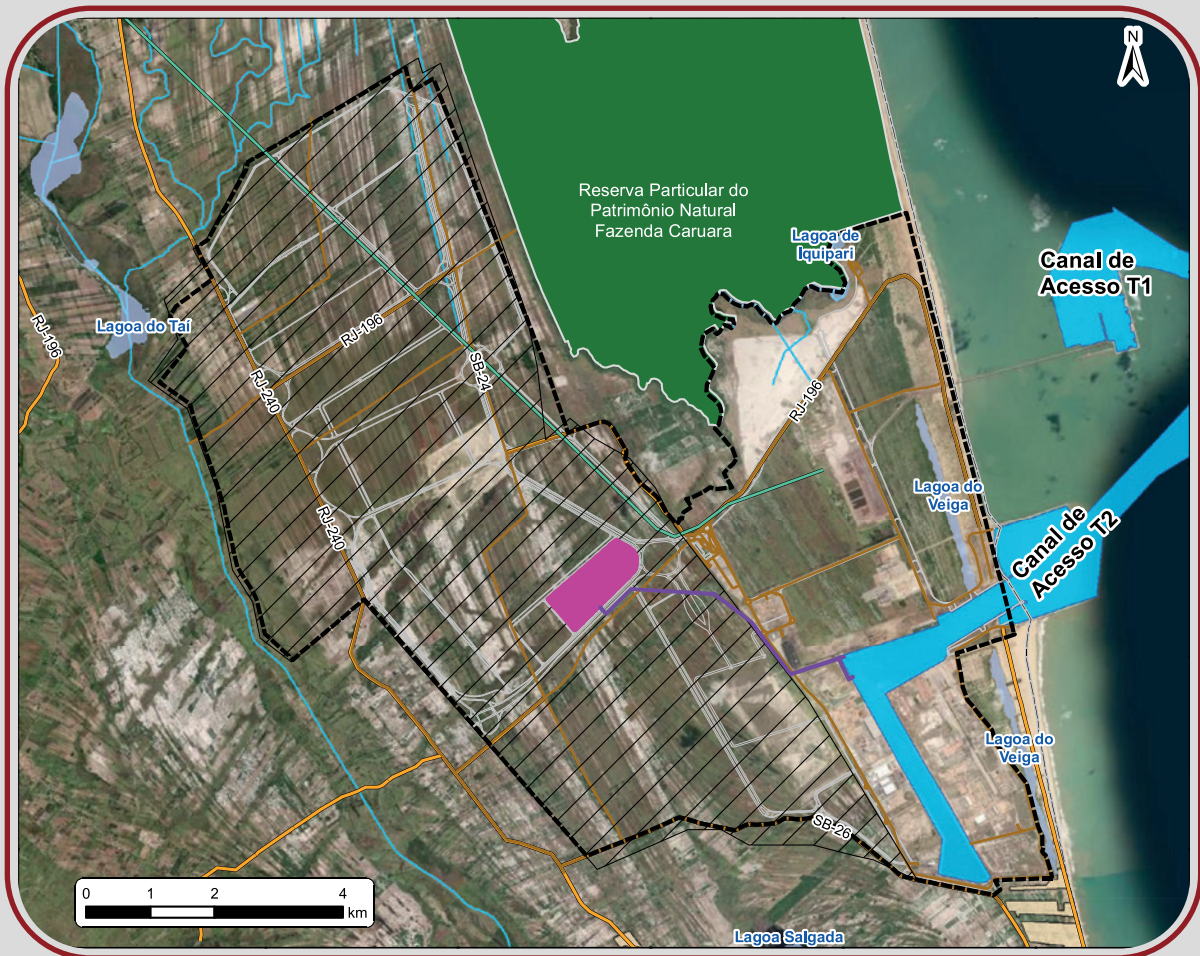 N
Reserva Particular do
Patrimônio Natural
Fazenda Caruara
Lagoa de
Iquipari
Canal de
Acesso T1
Lagoa do Taí
RJ-196
RJ-196
SB-24
RJ-240
RJ-196
Lagoa do
Veiga
RJ-240
Canal de
Acesso T2
Lagoa do
Veiga
SB-26
0 1 2 4
km
Lagoa Salgada